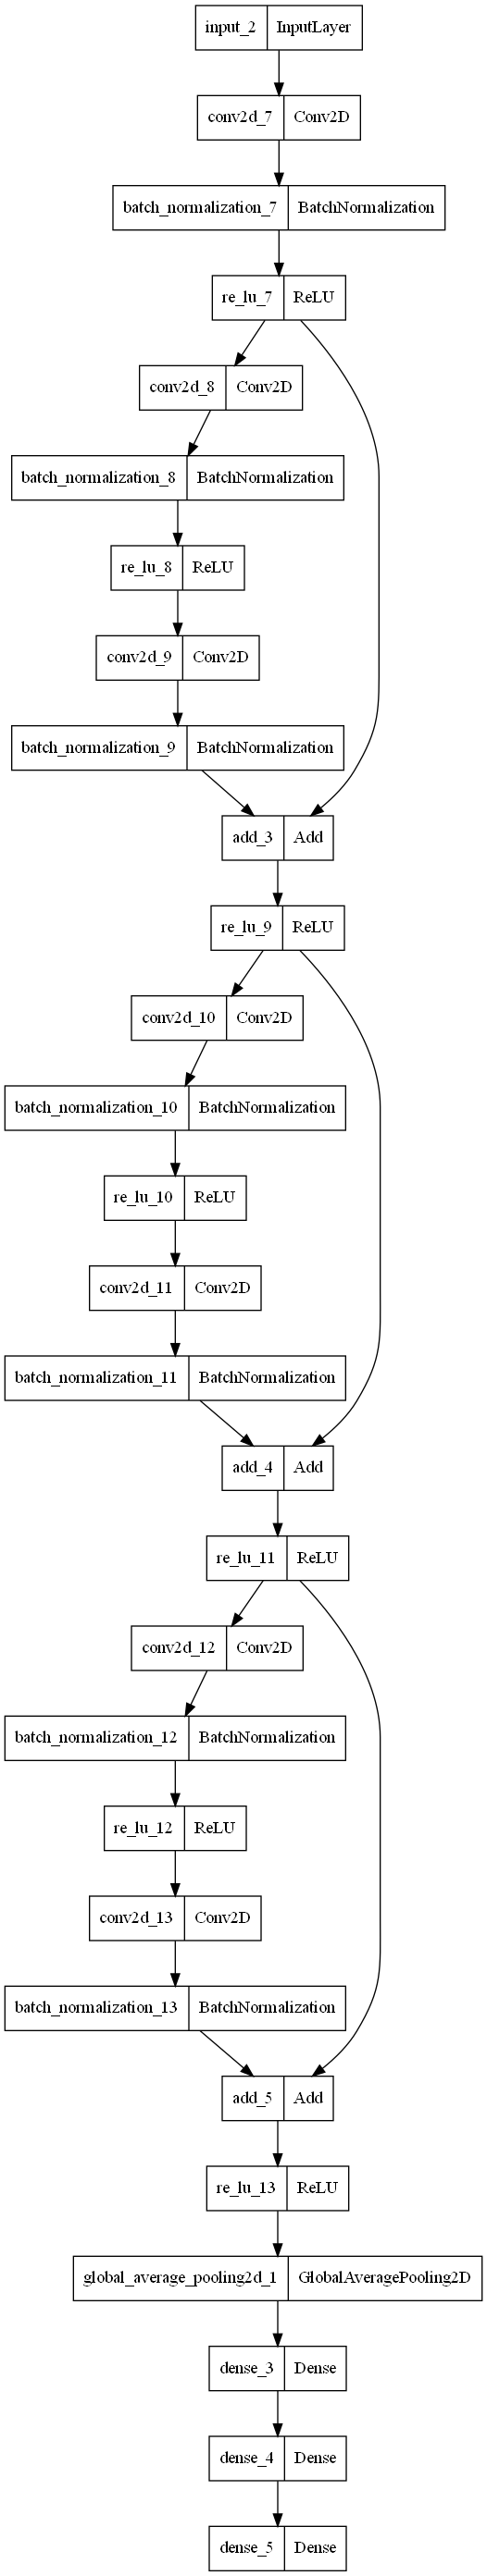 input_2 InputLayer
conv2d_7 Conv2D
batch_normalization_7 BatchNormalization
re_lu_7 ReLU
conv2d_8 Conv2D
batch_normalization_8 BatchNormalization
re_lu_8 ReLU
conv2d_9 Conv2D
batch_normalization_9 BatchNormalization
add_3 Add
re_lu_9 ReLU
conv2d_10 Conv2D
batch_normalization_10 BatchNormalization
re_lu_10 ReLU
conv2d_11 Conv2D
batch_normalization_11 BatchNormalization
add_4 Add
re_lu_11 ReLU
conv2d_12 Conv2D
batch_normalization_12 BatchNormalization
re_lu_12 ReLU
conv2d_13 Conv2D
batch_normalization_13 BatchNormalization
add_5 Add
re_lu_13 ReLU
global_average_pooling2d_1 GlobalAveragePooling2D
dense_3 Dense
dense_4 Dense
dense_5 Dense